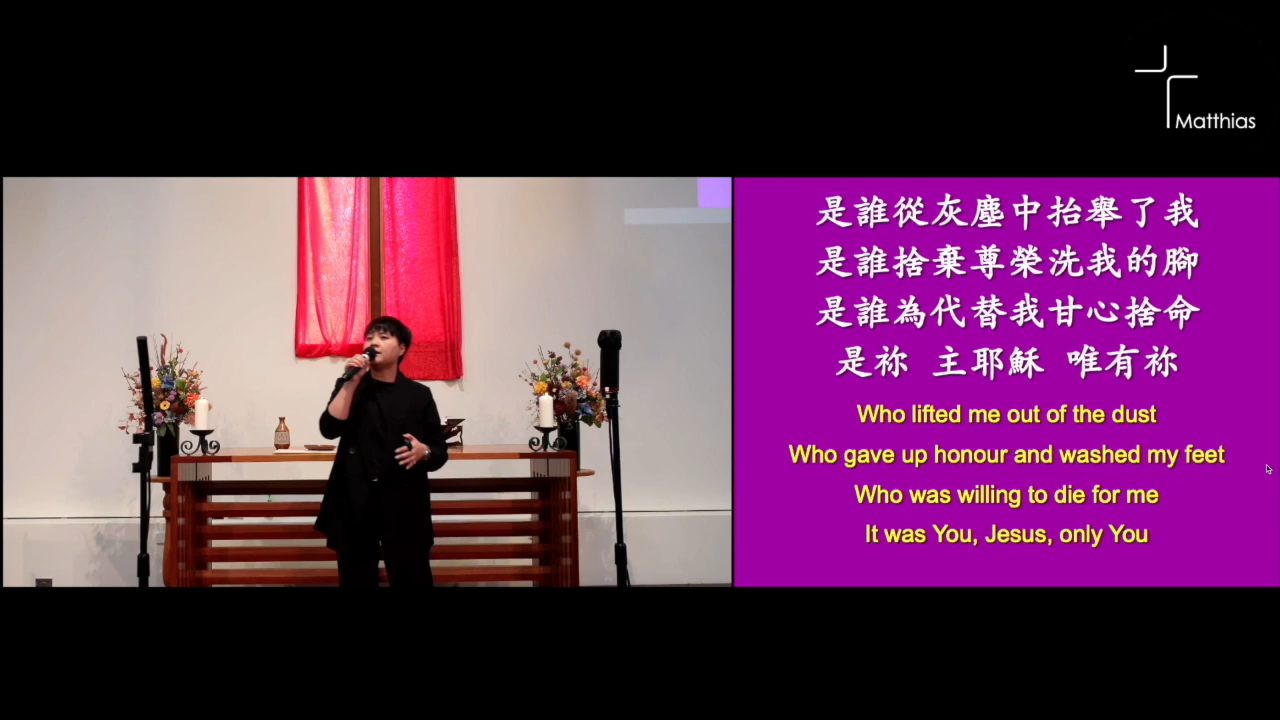 Matthias
是誰從灰塵中抬舉了我
是誰捨棄尊榮洗我的腳
是誰為代替我甘心捨命
是祢 主耶穌 唯有祢
Who lifted me out of the dust
Who gave up honour and washed my feet
Who was willing to die for me
It was You, Jesus, only You